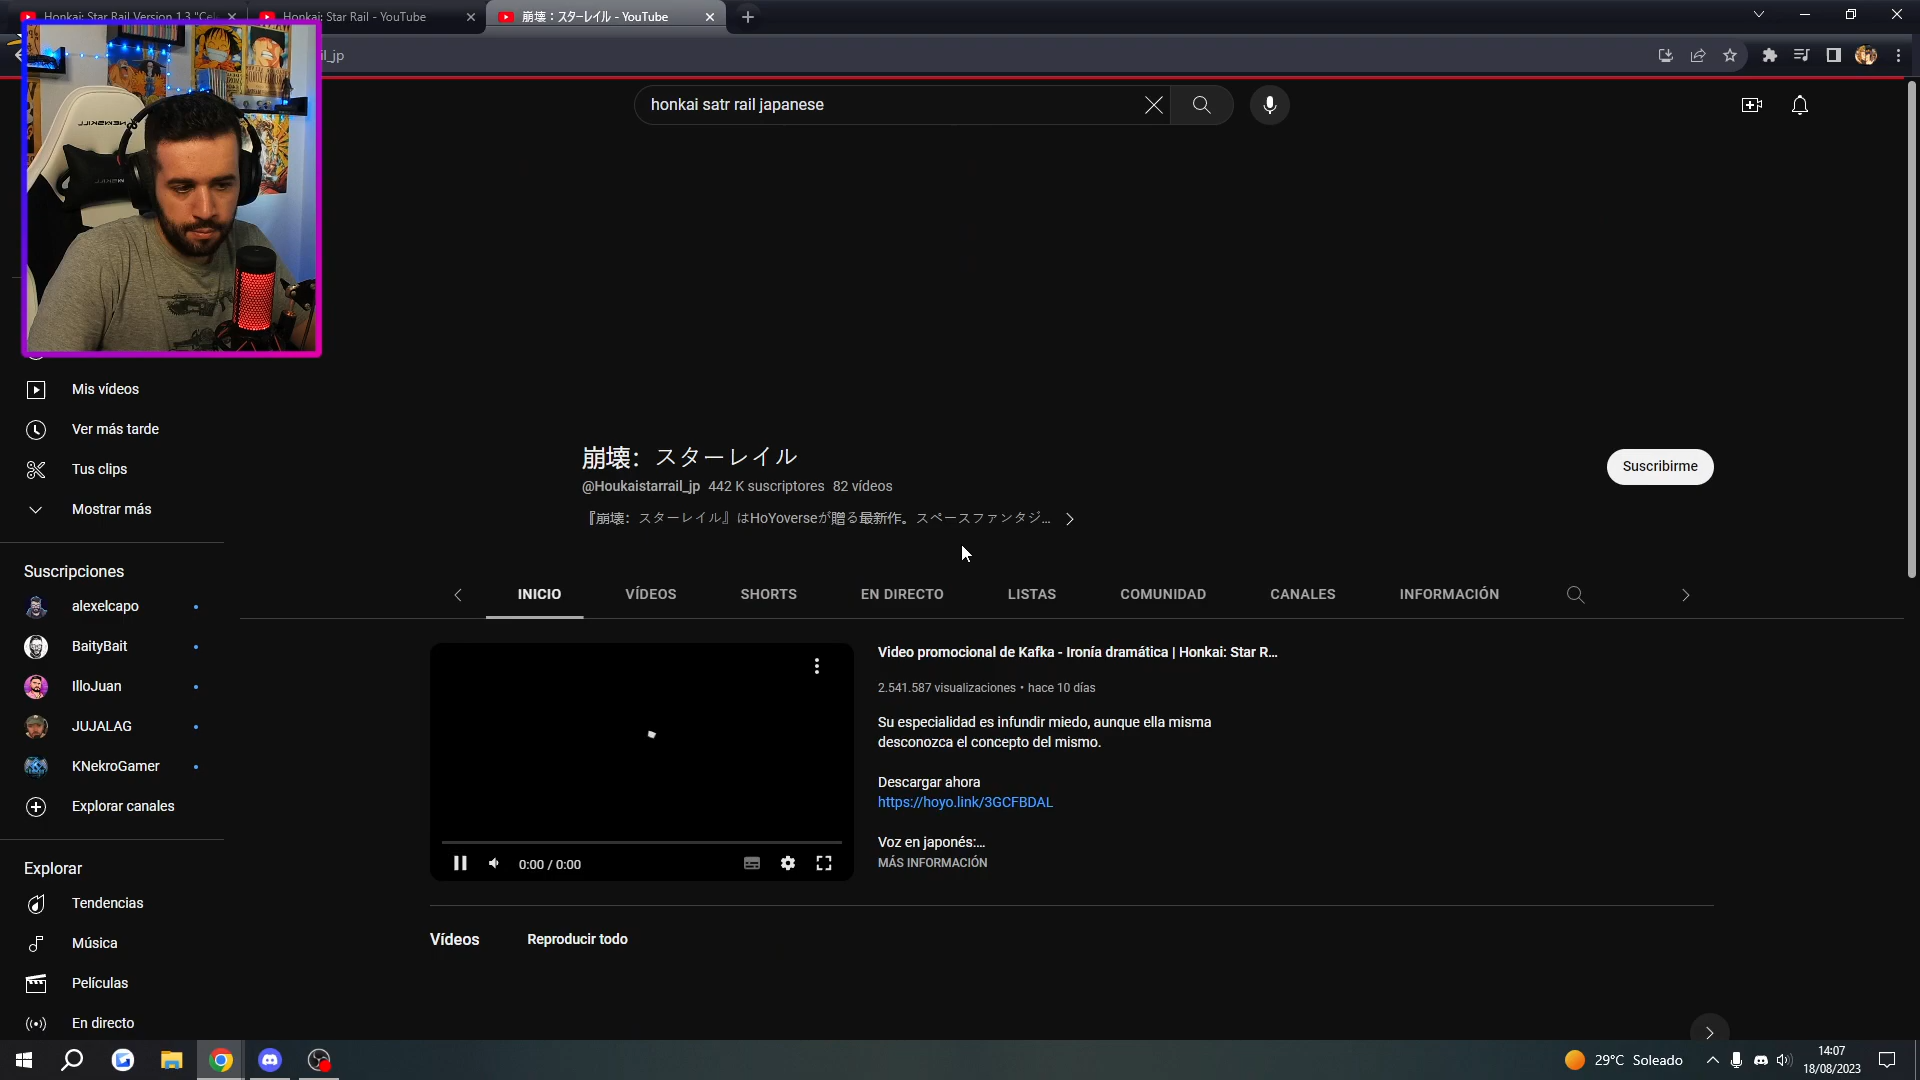 Honkai: Star Rail Version 1.3 "Cel
Honkai: Star Rail - YouTube
崩壊：スターレイル - YouTube
il_jp
honkai satr rail japanese
Mis vídeos
Ver más tarde
Tus clips
Mostrar más
Suscripciones
alexelcapo
BaityBait
IlloJuan
JUJALAG
KNekroGamer
Explorar canales
Explorar
Tendencias
Música
Películas
En directo
崩壊：スターレイル
@Houkaistarrail_jp 442 K suscriptores 82 vídeos
『崩壊：スターレイル』はHoYoverseが贈る最新作。スペースファンタジ...
Suscribirme
INICIO VÍDEOS SHORTS EN DIRECTO LISTAS COMUNIDAD CANALES INFORMACIÓN
Video promocional de Kafka - Ironía dramática | Honkai: Star R...
2.541.587 visualizaciones • hace 10 días
Su especialidad es infundir miedo, aunque ella misma
desconozca el concepto del mismo.
Descargar ahora
https://hoyo.link/3GCFBDAL
Voz en japonés:...
MÁS INFORMACIÓN
0:00 / 0:00
Vídeos Reproducir todo
29°C Soleado
14:07
18/08/2023